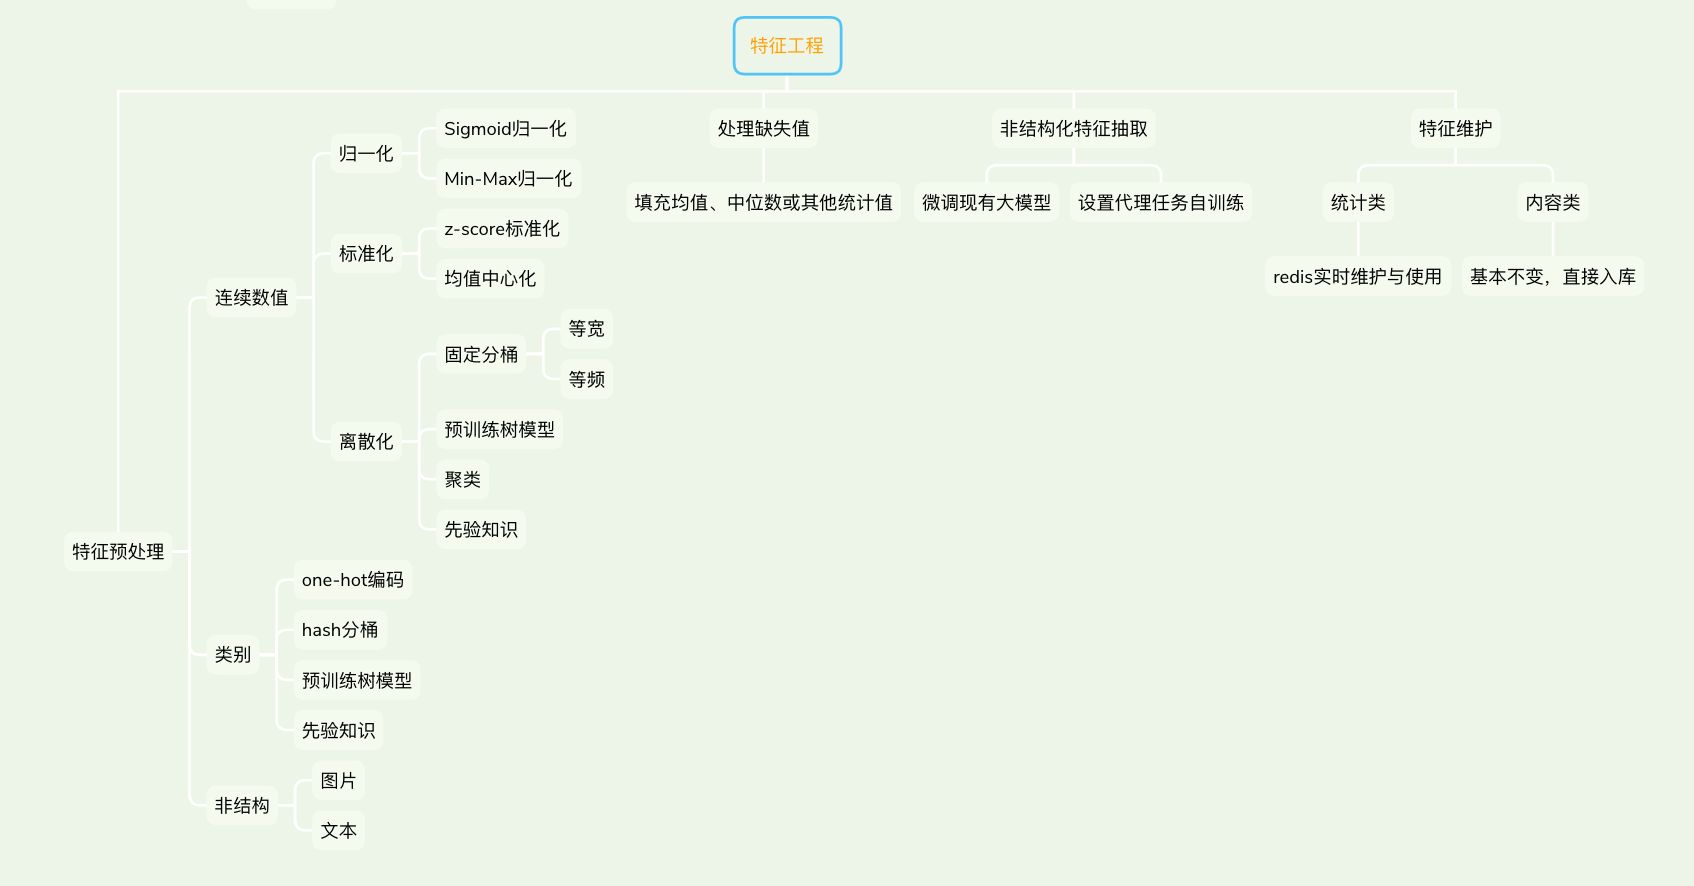 特征工程
特征预处理
连续数值
归一化
Sigmoid归一化
Min-Max归一化
标准化
z-score标准化
均值中心化
离散化
固定分桶
等宽
等频
预训练树模型
聚类
先验知识
类别
one-hot编码
hash分桶
预训练树模型
先验知识
非结构
图片
文本
处理缺失值
填充均值、中位数或其他统计值
非结构化特征抽取
微调现有大模型
设置代理任务自训练
特征维护
统计类
redis实时维护与使用
内容类
基本不变，直接入库